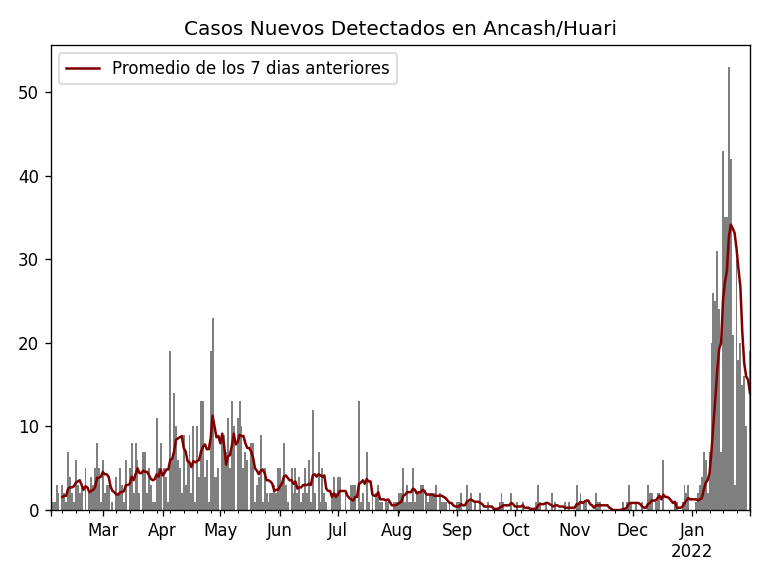 Casos Nuevos Detectados en Ancash/Huari
Promedio de los 7 dias anteriores
50
40
30
20
10
0
Mar Apr May Jun Jul Aug Sep Oct Nov Dec Jan
2022